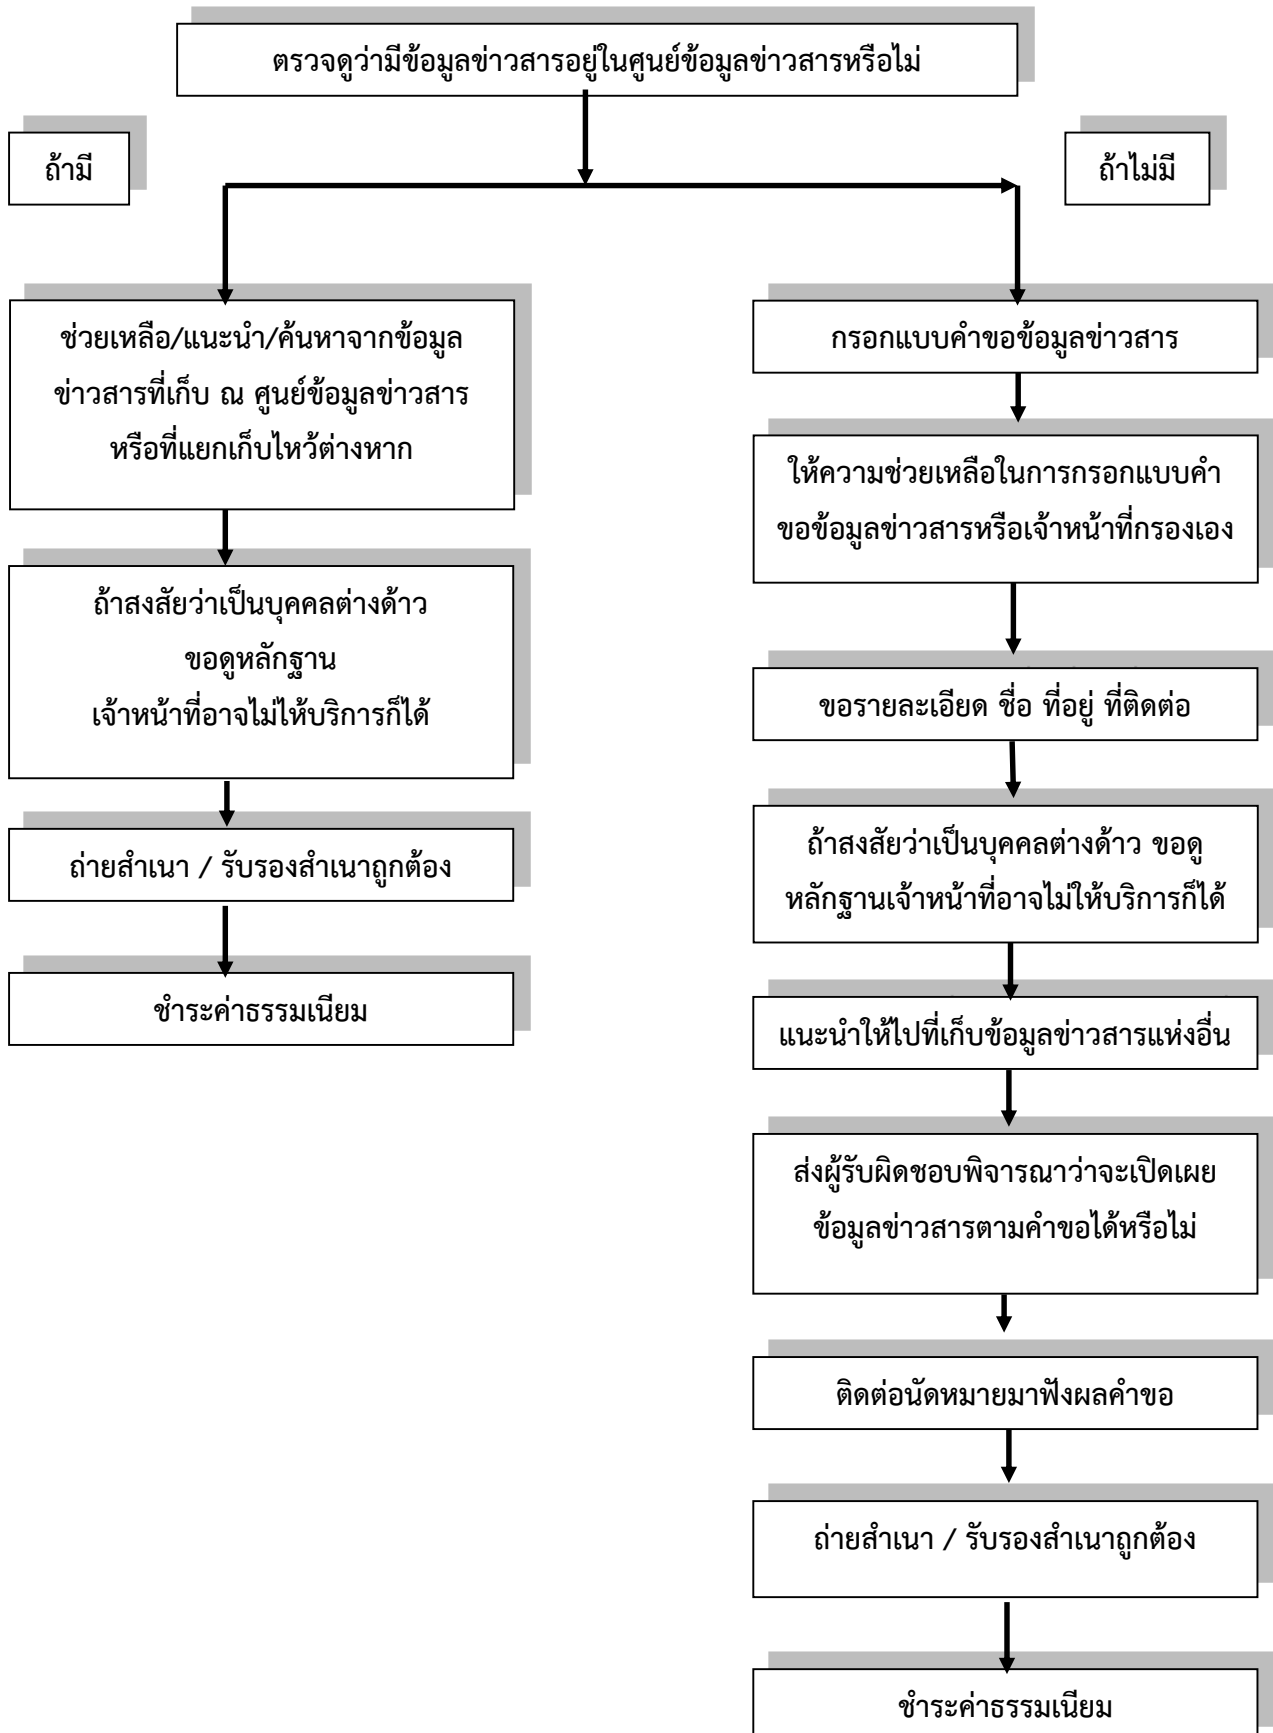 ตรวจดูว่ามีข้อมูลข่าวสารอยู่ในศูนย์ข้อมูลข่าวสารหรือไม่
ถ้ามี
ถ้าไม่มี
ช่วยเหลือ/แนะนำ/ค้นหาจากข้อมูล
ข่าวสารที่เก็บ ณ ศูนย์ข้อมูลข่าวสาร
หรือที่แยกเก็บไหว้ต่างหาก
ถ้าสงสัยว่าเป็นบุคคลต่างด้าว
ขอดูหลักฐาน
เจ้าหน้าที่อาจไม่ให้บริการก็ได้
ถ่ายสำเนา / รับรองสำเนาถูกต้อง
ชำระค่าธรรมเนียม
กรอกแบบคำขอข้อมูลข่าวสาร
ให้ความช่วยเหลือในการกรอกแบบคำ
ขอข้อมูลข่าวสารหรือเจ้าหน้าที่กรองเอง
ขอรายละเอียด ชื่อ ที่อยู่ ที่ติดต่อ
ถ้าสงสัยว่าเป็นบุคคลต่างด้าว ขอดู
หลักฐานเจ้าหน้าที่อาจไม่ให้บริการก็ได้
แนะนำให้ไปที่เก็บข้อมูลข่าวสารแห่งอื่น
ส่งผู้รับผิดชอบพิจารณาว่าจะเปิดเผย
ข้อมูลข่าวสารตามคำขอได้หรือไม่
ติดต่อนัดหมายมาฟังผลคำขอ
ถ่ายสำเนา / รับรองสำเนาถูกต้อง
ชำระค่าธรรมเนียม